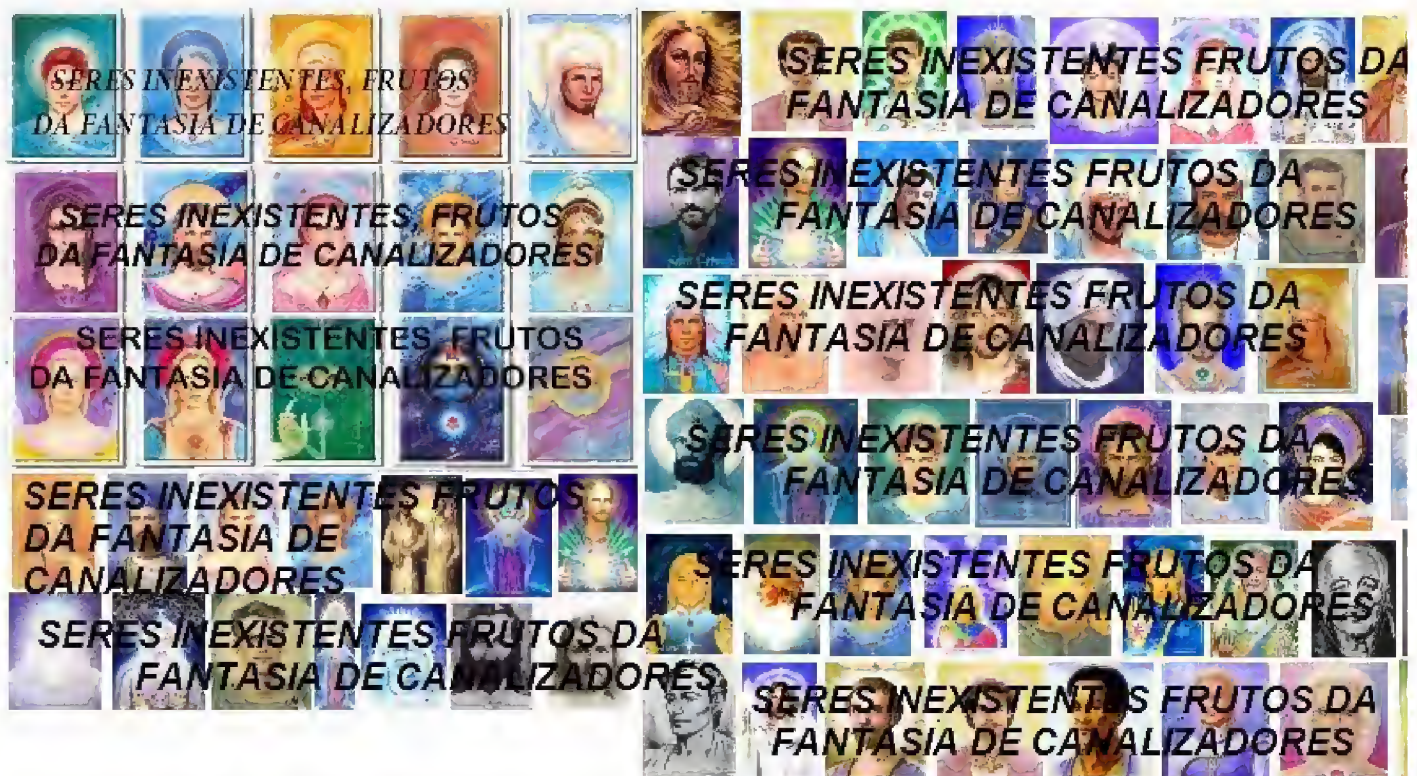 SERES INEXISTENTES, FRUTOS
DA FANTASIA DE CANALIZADORES
SERES INEXISTENTES, FRUTOS
DA FANTASIA DE CANALIZADORES
SERES INEXISTENTES, FRUTOS
DA FANTASIA DE CANALIZADORES
SERES INEXISTENTES FRUTOS
DA FANTASIA DE
CANALIZADORES
SERES INEXISTENTES FRUTOS DA
FANTASIA DE CANALIZADORES
SERES INEXISTENTES FRUTOS DA
FANTASIA DE CANALIZADORES
SERES INEXISTENTES FRUTOS DA
FANTASIA DE CANALIZADORES
SERES INEXISTENTES FRUTOS DA
FANTASIA DE CANALIZADORES
SERES INEXISTENTES FRUTOS DA
FANTASIA DE CANALIZADORES
SERES INEXISTENTES FRUTOS DA
FANTASIA DE CANALIZADORES
SERES INEXISTENTES FRUTOS DA
FANTASIA DE CANALIZADORES